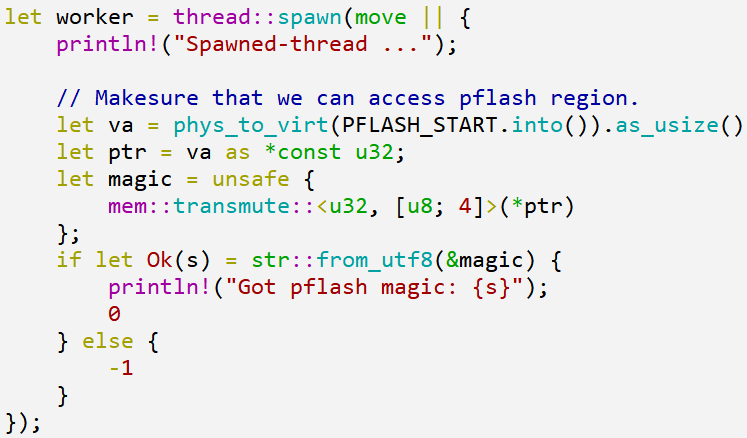 let worker = thread::spawn(move || {
    println!("Spawned-thread ...");

    // Makesure that we can access pflash region.
    let va = phys_to_virt(PFLASH_START.into()).as_usize()
    let ptr = va as *const u32;
    let magic = unsafe {
        mem::transmute::<u32, [u8; 4]>(*ptr)
    };
    if let Ok(s) = str::from_utf8(&magic) {
        println!("Got pflash magic: {s}");
        0
    } else {
        -1
    }
});